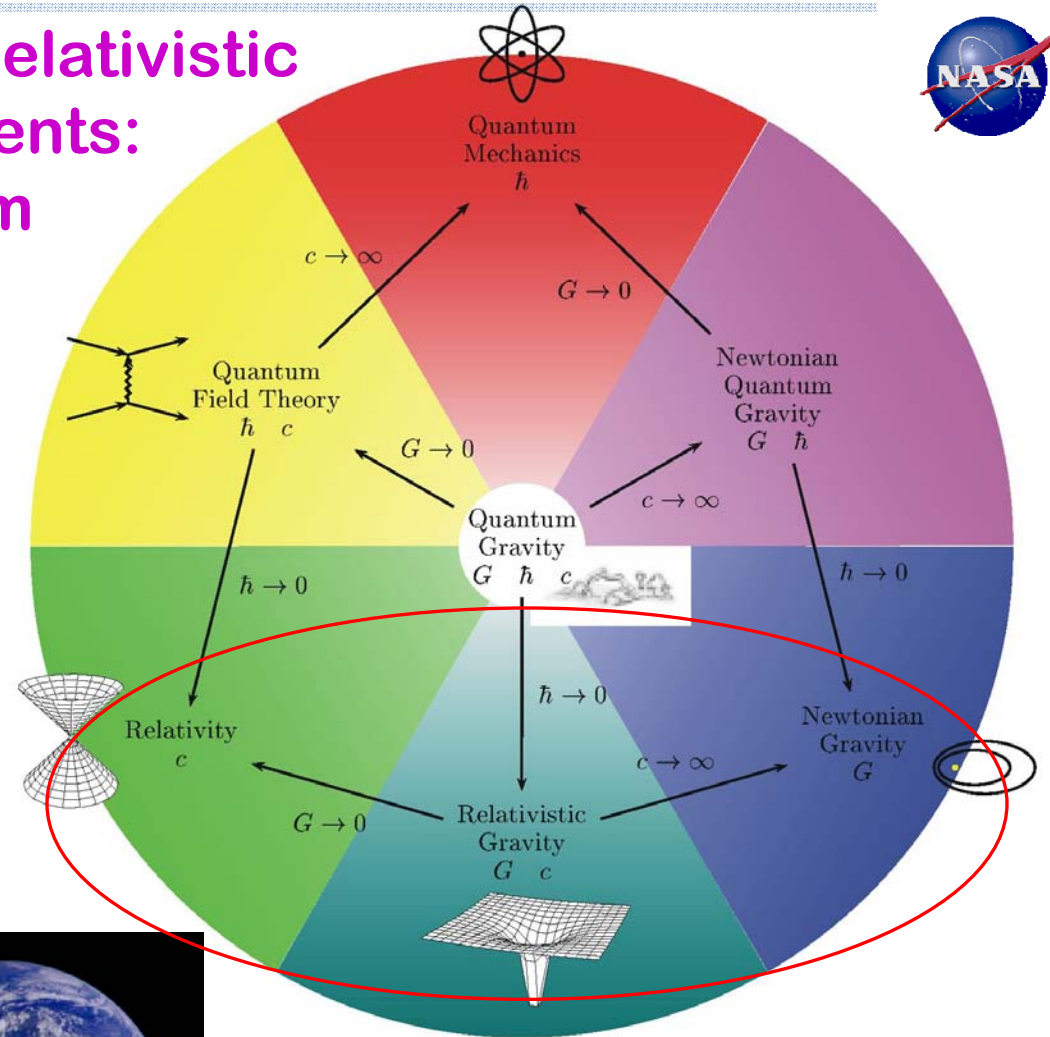 elativistic
ents:
m
NASA
Quantum
Mechanics
ħ
c → ∞
G → 0
Quantum
Field Theory
ħ c
Newtonian
Quantum
Gravity
G ħ
G → 0
c → ∞
Quantum
Gravity
G ħ c
ħ → 0
ħ → 0
ħ → 0
Relativity
c
Newtonian
Gravity
G
c → ∞
G → 0
Relativistic
Gravity
G c